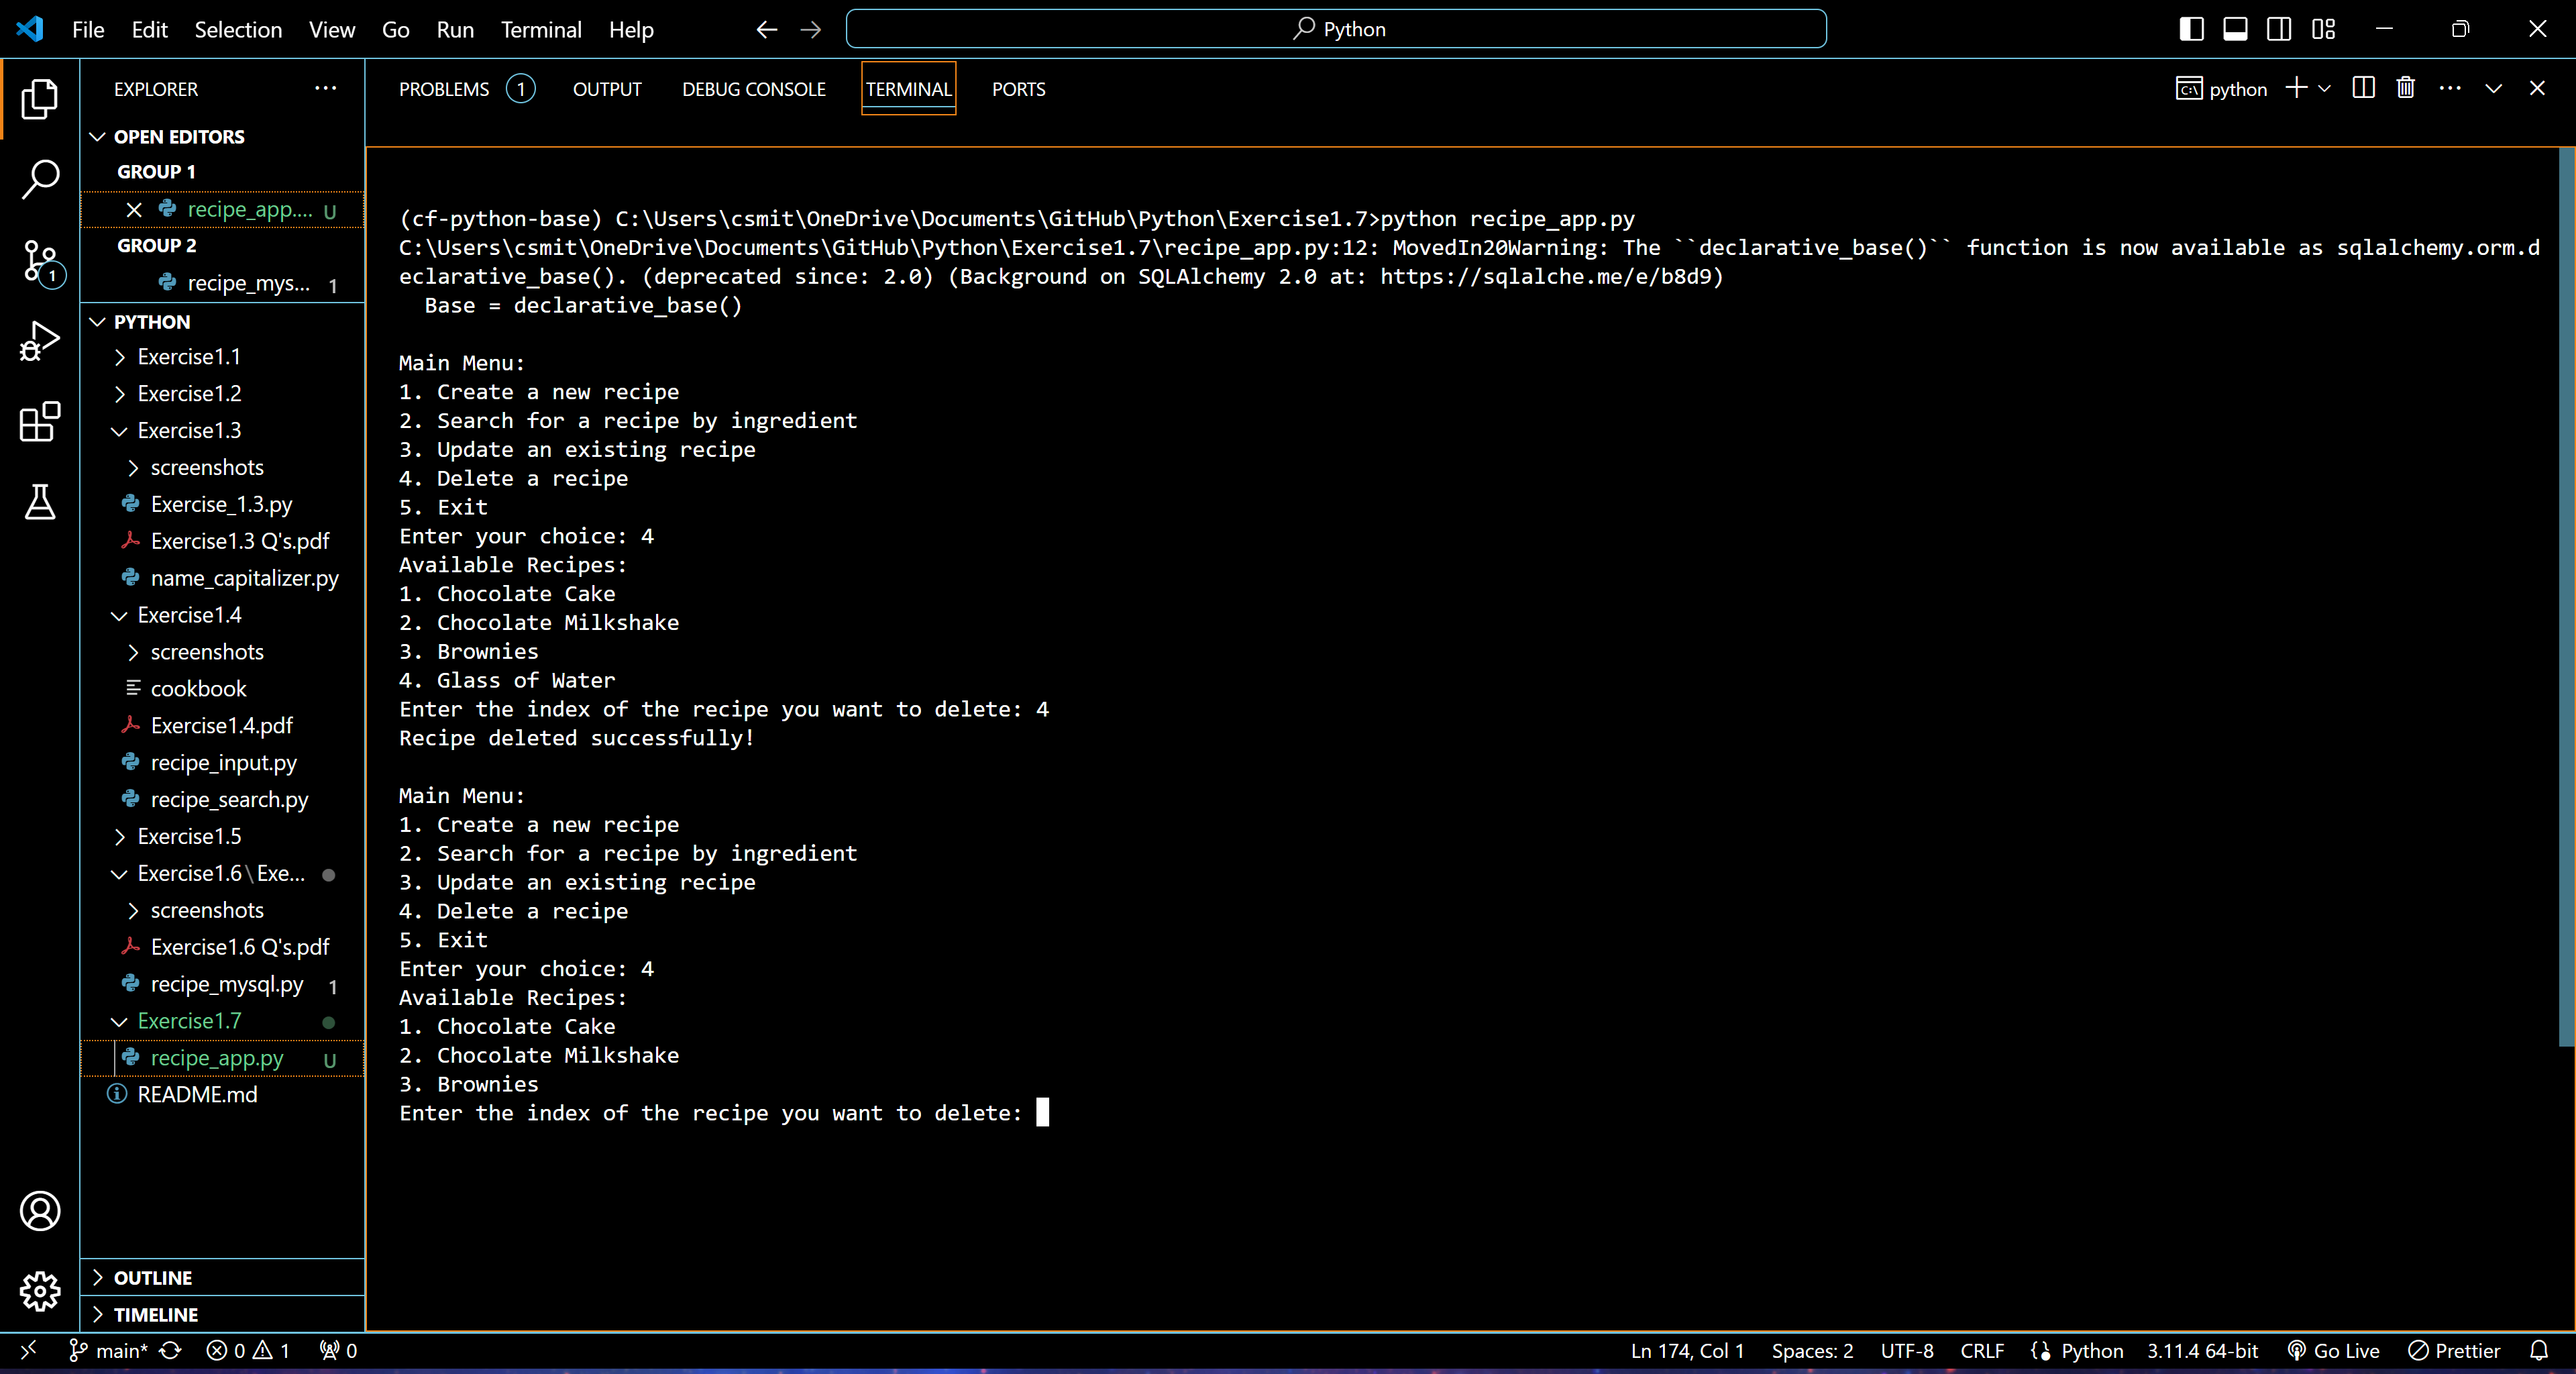 File Edit Selection View Go Run Terminal Help
Python
EXPLORER
OPEN EDITORS
GROUP 1
recipe_app.... U
GROUP 2
recipe_mys... 1
PYTHON
Exercise1.1
Exercise1.2
Exercise1.3
screenshots
Exercise_1.3.py
Exercise1.3 Q's.pdf
name_capitalizer.py
Exercise1.4
screenshots
cookbook
Exercise1.4.pdf
recipe_input.py
recipe_search.py
Exercise1.5
Exercise1.6\Exe...
screenshots
Exercise1.6 Q's.pdf
recipe_mysql.py 1
Exercise1.7
recipe_app.py U
README.md
OUTLINE
TIMELINE
1
PROBLEMS 1 OUTPUT DEBUG CONSOLE TERMINAL PORTS
python
(cf-python-base) C:\Users\csmit\OneDrive\Documents\GitHub\Python\Exercise1.7>python recipe_app.py
C:\Users\csmit\OneDrive\Documents\GitHub\Python\Exercise1.7\recipe_app.py:12: MovedIn20Warning: The ``declarative_base()`` function is now available as sqlalchemy.orm.d
eclarative_base(). (deprecated since: 2.0) (Background on SQLAlchemy 2.0 at: https://sqlalche.me/e/b8d9)
Base = declarative_base()
Main Menu:
1. Create a new recipe
2. Search for a recipe by ingredient
3. Update an existing recipe
4. Delete a recipe
5. Exit
Enter your choice: 4
Available Recipes:
1. Chocolate Cake
2. Chocolate Milkshake
3. Brownies
4. Glass of Water
Enter the index of the recipe you want to delete: 4
Recipe deleted successfully!
Main Menu:
1. Create a new recipe
2. Search for a recipe by ingredient
3. Update an existing recipe
4. Delete a recipe
5. Exit
Enter your choice: 4
Available Recipes:
1. Chocolate Cake
2. Chocolate Milkshake
3. Brownies
Enter the index of the recipe you want to delete:
main* 0 1 0 Ln 174, Col 1 Spaces: 2 UTF-8 CRLF Python 3.11.4 64-bit Go Live Prettier